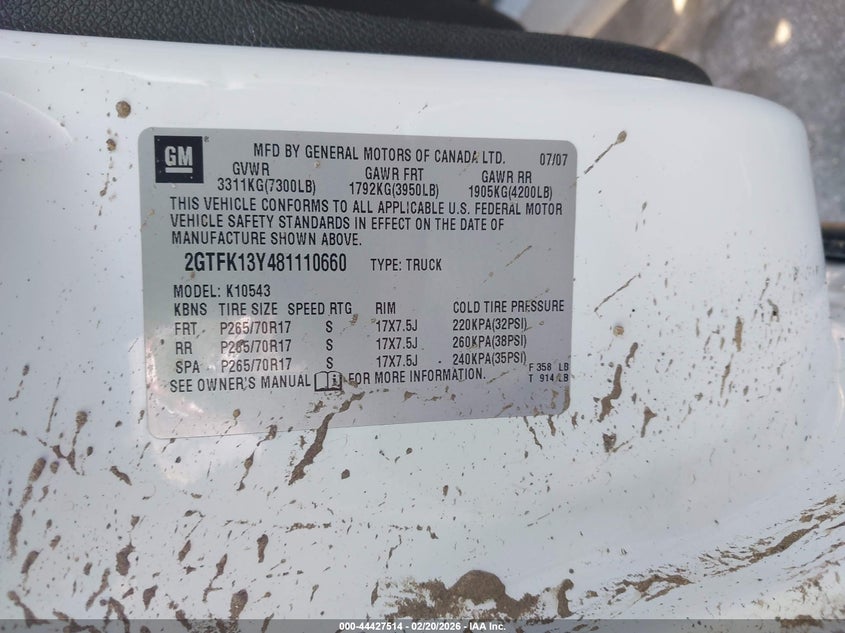 GM
MFD BY GENERAL MOTORS OF CANADA LTD. 07/07
GVWR GAWR FRT GAWR RR
3311KG(7300LB) 1792KG(3950LB) 1905KG(4200LB)
THIS VEHICLE CONFORMS TO ALL APPLICABLE U.S. FEDERAL MOTOR
VEHICLE SAFETY STANDARDS IN EFFECT ON THE DATE OF
MANUFACTURE SHOWN ABOVE.
2GTFK13Y481110660 TYPE: TRUCK
MODEL: K10543
KBNS TIRE SIZE SPEED RTG RIM COLD TIRE PRESSURE
FRT P265/70R17 S 17X7.5J 220KPA(32PSI)
RR P265/70R17 S 17X7.5J 260KPA(38PSI)
SPA P265/70R17 S 17X7.5J 240KPA(35PSI)
F 358 LB
SEE OWNER'S MANUAL FOR MORE INFORMATION. T 914 LB
000-44427514 — 02/20/2026 — IAA Inc.